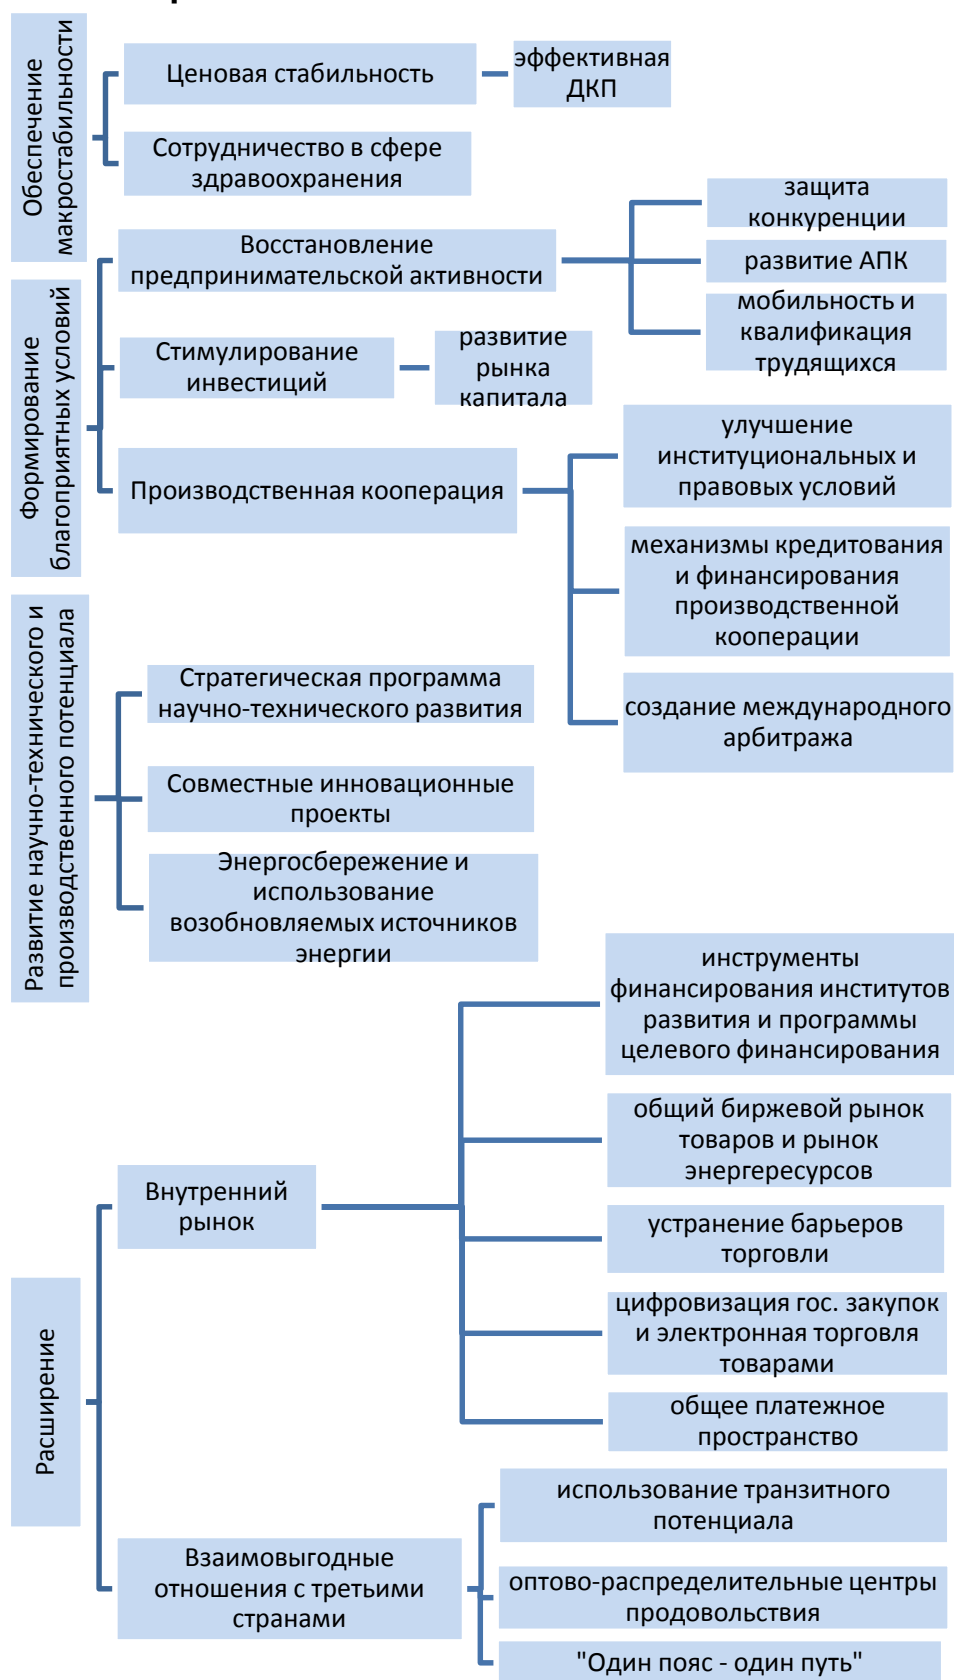 Обеспечение
макростабильности
Ценовая стабильность
эффективная
ДКП
Сотрудничество в сфере
здравоохранения
Формирование
благоприятных условий
Восстановление
предпринимательской активности
защита
конкуренции
развитие АПК
мобильность и
квалификация
трудящихся
Стимулирование
инвестиций
развитие
рынка
капитала
Производственная кооперация
улучшение
институциональных и
правовых условий
механизмы кредитования
и финансирования
производственной
кооперации
создание международного
арбитража
Развитие научно-технического и
производственного потенциала
Стратегическая программа
научно-технического развития
Совместные инновационные
проекты
Энергосбережение и
использование
возобновляемых источников
энергии
Расширение
Внутренний
рынок
инструменты
финансирования институтов
развития и программы
целевого финансирования
общий биржевой рынок
товаров и рынок
энергересурсов
устранение барьеров
торговли
цифровизация гос. закупок
и электронная торговля
товарами
общее платежное
пространство
Взаимовыгодные
отношения с третьими
странами
использование транзитного
потенциала
оптово-распределительные центры
продовольствия
"Один пояс - один путь"